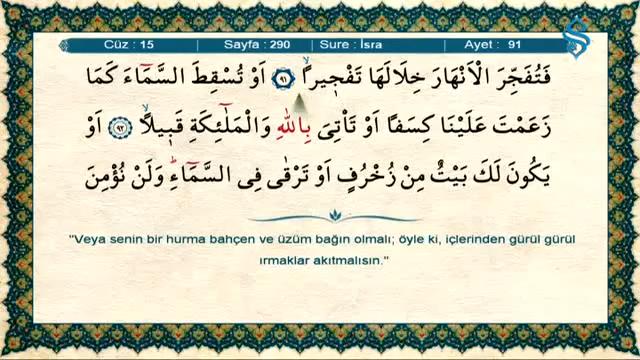 Cüz : 15 Sayfa : 290 Sure : İsra Ayet : 91
فَتُفَجِّرَ الْاَنْهَارَ خِلَالَهَا تَفْج۪يراًۙ ﴿٩١﴾ اَوْ تُسْقِطَ السَّمَٓاءَ كَمَا
زَعَمْتَ عَلَيْنَا كِسَفاً اَوْ تَأْتِيَ بِاللّٰهِ وَالْمَلٰٓئِكَةِ قَب۪يلاًۙ ﴿٩٢﴾ اَوْ
يَكُونَ لَكَ بَيْتٌ مِنْ زُخْرُفٍ اَوْ تَرْقٰى فِي السَّمَٓاءِۜ وَلَنْ نُؤْمِنَ
"Veya senin bir hurma bahçen ve üzüm bağın olmalı; öyle ki, içlerinden gürül gürül
ırmaklar akıtmalısın."